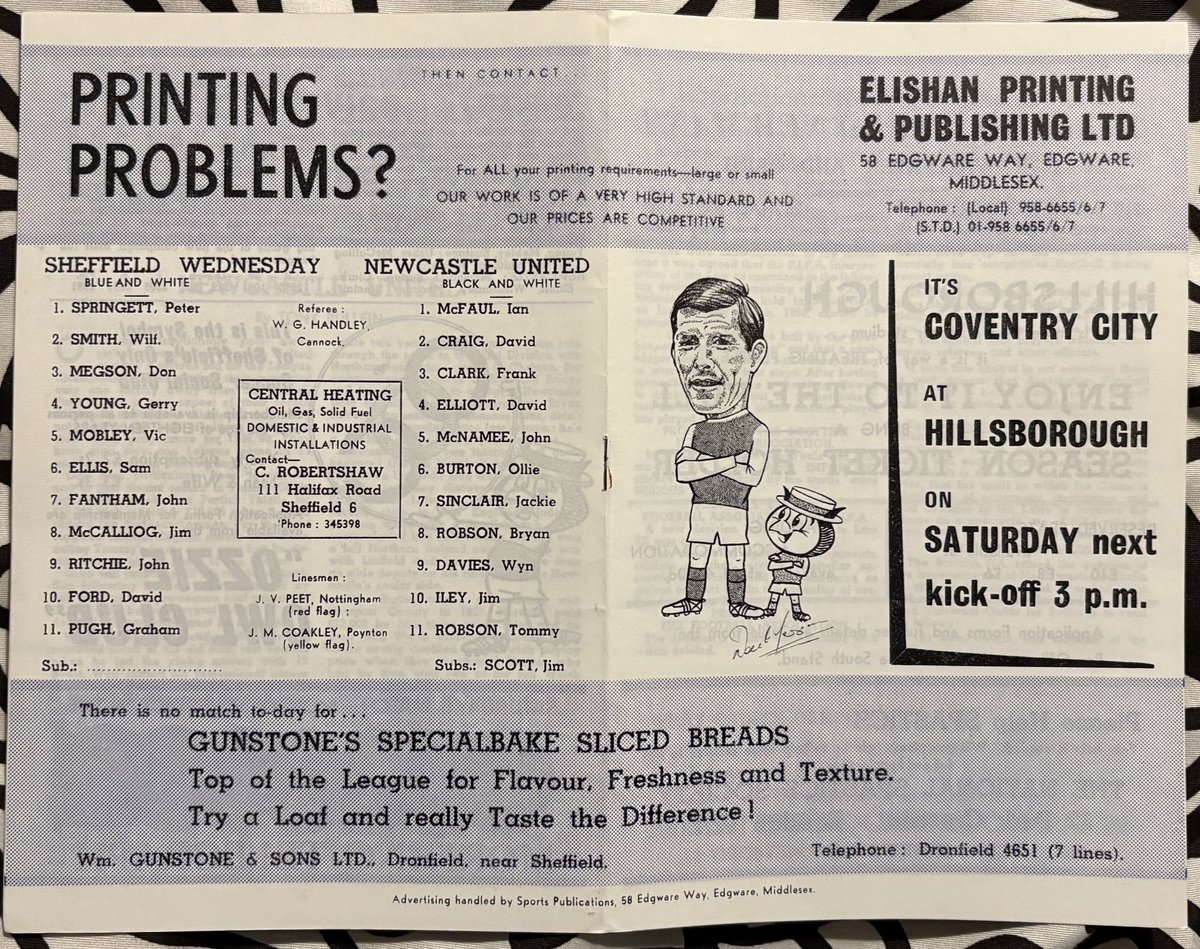 PRINTING
PROBLEMS?
THEN CONTACT...
For ALL your printing requirements—large or small
OUR WORK IS OF A VERY HIGH STANDARD AND
OUR PRICES ARE COMPETITIVE
ELISHAN PRINTING
& PUBLISHING LTD
58 EDGWARE WAY, EDGWARE,
MIDDLESEX.
Telephone : (Local) 958-6655/6/7
(S.T.D.) 01-958 6655/6/7
SHEFFIELD WEDNESDAY
BLUE AND WHITE
1. SPRINGETT, Peter
2. SMITH, Wilf.
3. MEGSON, Don
4. YOUNG, Gerry
5. MOBLEY, Vic
6. ELLIS, Sam
7. FANTHAM, John
8. McCALLIOG, Jim
9. RITCHIE, John
10. FORD, David
11. PUGH, Graham
Sub.: ..............................
Referee :
W. G. HANDLEY,
Cannock.
CENTRAL HEATING
Oil, Gas, Solid Fuel
DOMESTIC & INDUSTRIAL
INSTALLATIONS
Contact—
C. ROBERTSHAW
111 Halifax Road
Sheffield 6
'Phone : 345398
Linesmen :
J. V. PEET, Nottingham
(red flag) :
J. M. COAKLEY, Poynton
(yellow flag).
NEWCASTLE UNITED
BLACK AND WHITE
1. McFAUL, Ian
2. CRAIG, David
3. CLARK, Frank
4. ELLIOTT, David
5. McNAMEE, John
6. BURTON, Ollie
7. SINCLAIR, Jackie
8. ROBSON, Bryan
9. DAVIES, Wyn
10. ILEY, Jim
11. ROBSON, Tommy
Subs.: SCOTT, Jim
IT'S
COVENTRY CITY
AT
HILLSBOROUGH
ON
SATURDAY next
kick-off 3 p.m.
There is no match to-day for...
GUNSTONE'S SPECIALBAKE SLICED BREADS
Top of the League for Flavour, Freshness and Texture.
Try a Loaf and really Taste the Difference!
Wm. GUNSTONE & SONS LTD., Dronfield, near Sheffield.
Telephone: Dronfield 4651 (7 lines).
Advertising handled by Sports Publications, 58 Edgware Way, Edgware, Middlesex.